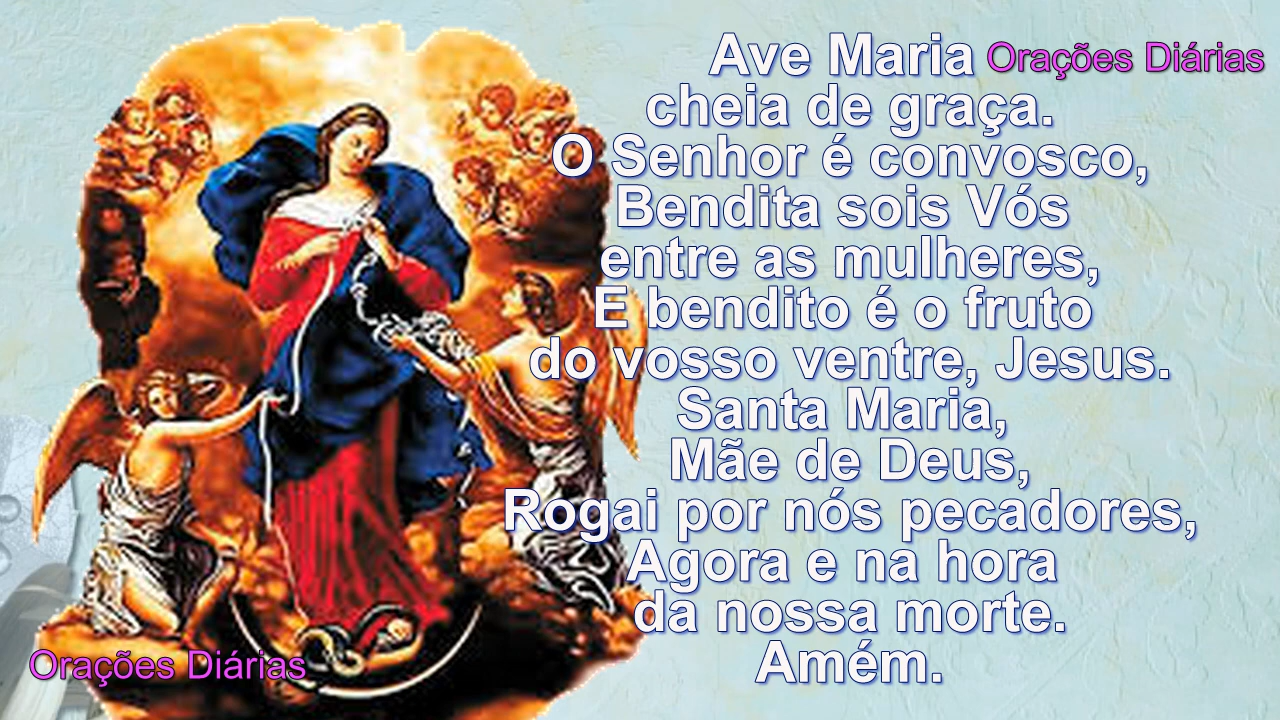 Ave Maria
Orações Diárias
cheia de graça.
O Senhor é convosco,
Bendita sois Vós
entre as mulheres,
E bendito é o fruto
do vosso ventre, Jesus.
Santa Maria,
Mãe de Deus,
Rogai por nós pecadores,
Agora e na hora
da nossa morte.
Amém.
Orações Diárias